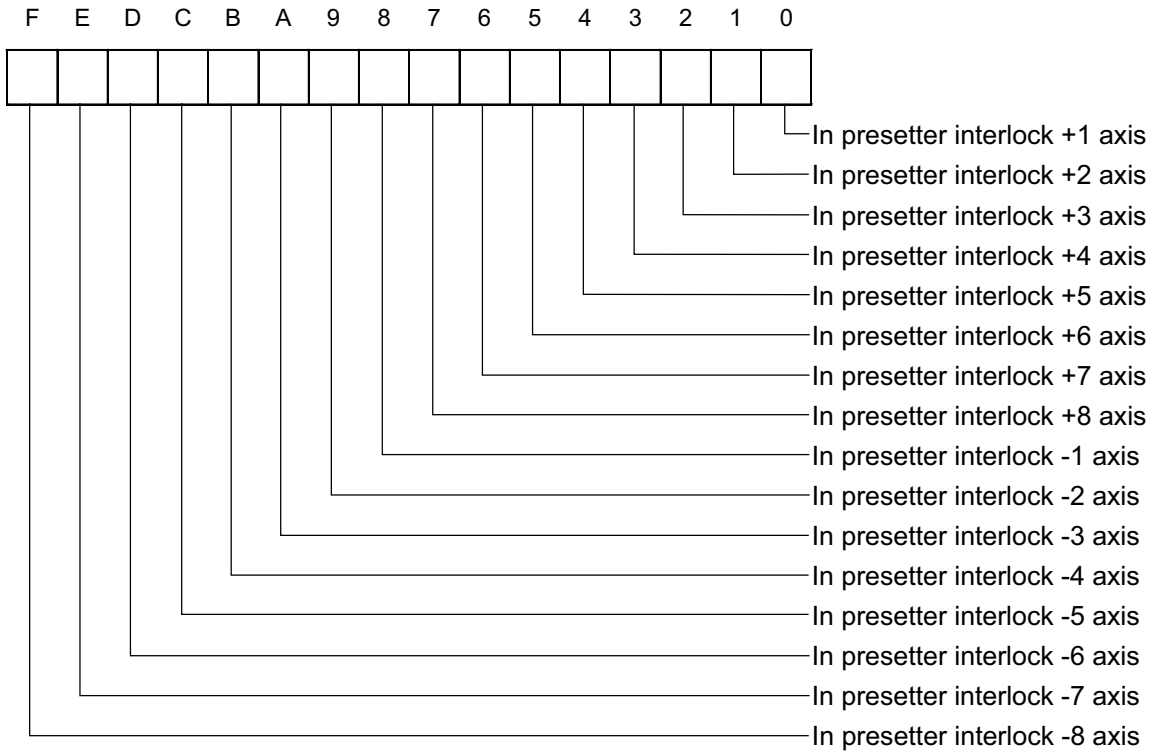 F E D C B A 9 8 7 6 5 4 3 2 1 0
In presetter interlock +1 axis
In presetter interlock +2 axis
In presetter interlock +3 axis
In presetter interlock +4 axis
In presetter interlock +5 axis
In presetter interlock +6 axis
In presetter interlock +7 axis
In presetter interlock +8 axis
In presetter interlock -1 axis
In presetter interlock -2 axis
In presetter interlock -3 axis
In presetter interlock -4 axis
In presetter interlock -5 axis
In presetter interlock -6 axis
In presetter interlock -7 axis
In presetter interlock -8 axis